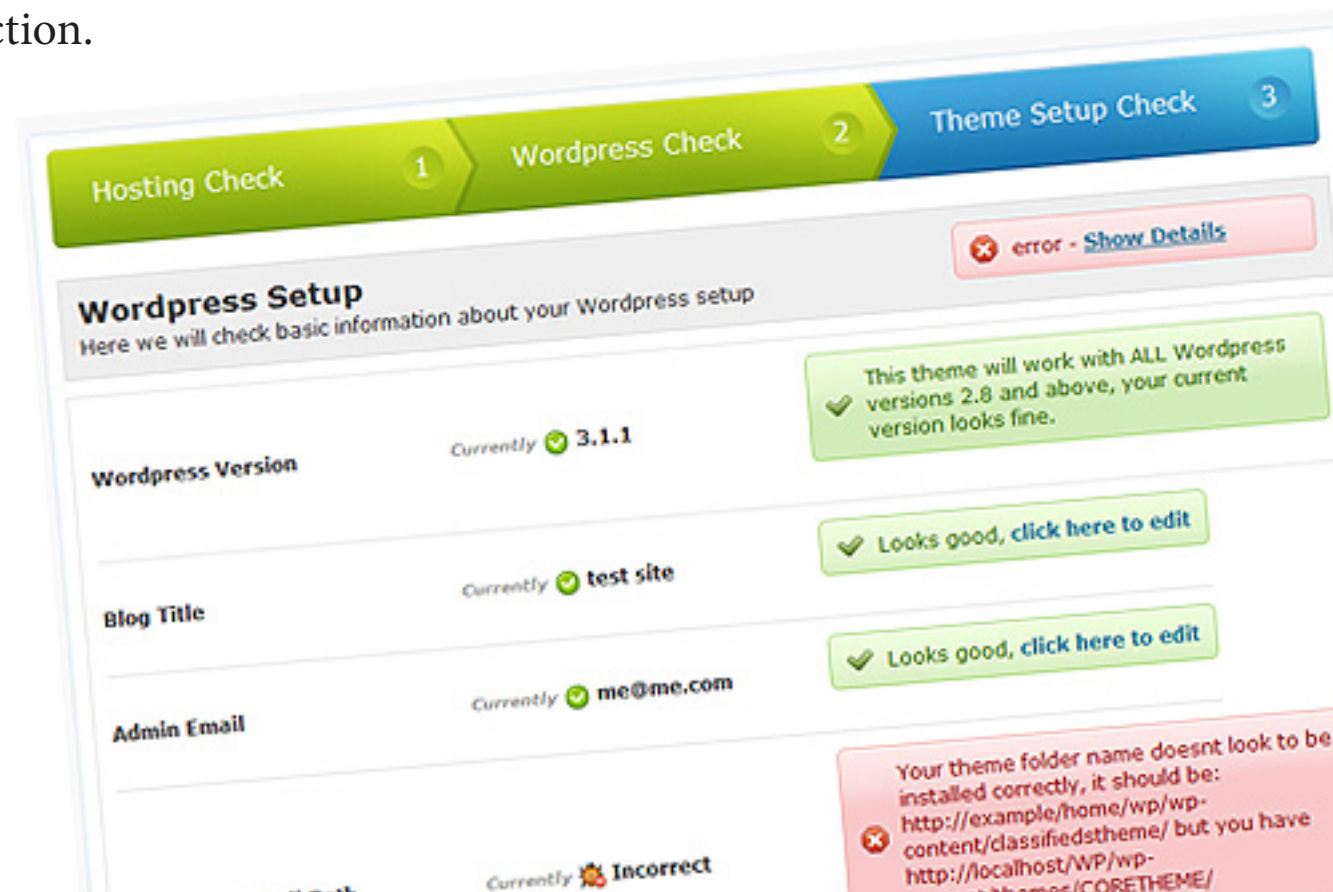 ction.
Hosting Check 1 Wordpress Check 2 Theme Setup Check 3
error - Show Details
Wordpress Setup
Here we will check basic information about your Wordpress setup
Wordpress Version
Currently 3.1.1
This theme will work with ALL Wordpress
versions 2.8 and above, your current
version looks fine.
Blog Title
Currently test site
Looks good, click here to edit
Admin Email
Currently me@me.com
Looks good, click here to edit
Currently Incorrect
Your theme folder name doesnt look to be
installed correctly, it should be:
http://example/home/wp/wp-
content/classifiedstheme/ but you have
http://localhost/WP/wp-
/CORETHEME/